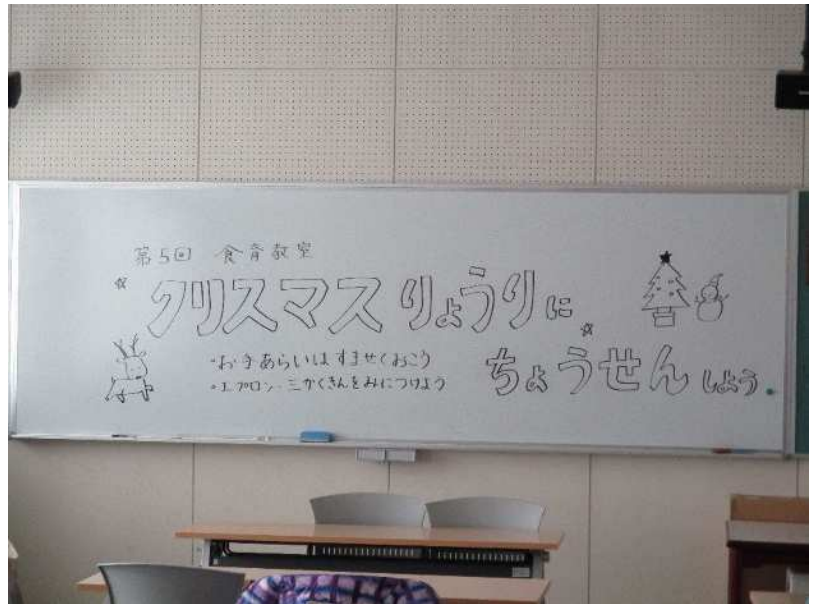 第5回 食育教室
クリスマスりょうりに
ちょうせんしよう
・お手あらいはすませておこう
・エプロン・三かくきんをみにつけよう